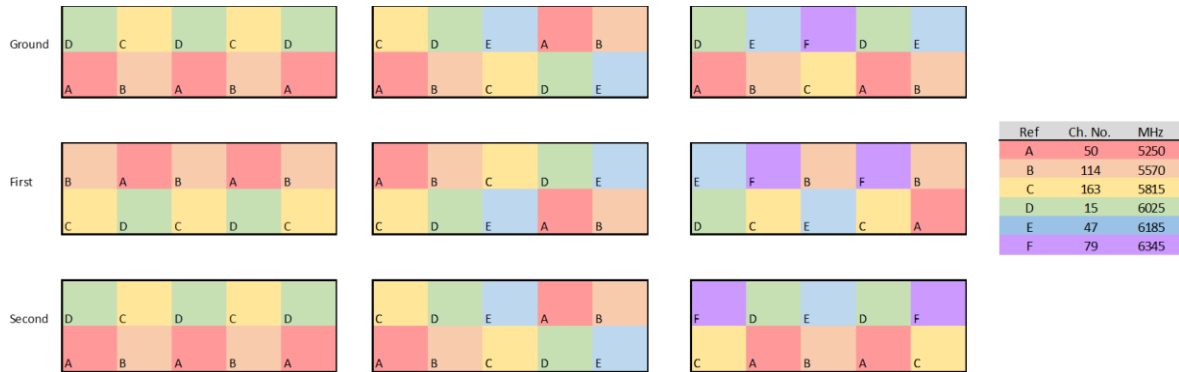 D C D C D C D E A B D E F D E
Ground
A B A B A A B C D E A B C A B
Ref Ch. No. MHz
A 50 5250
B A B A B A B C D E E F B F B
B 114 5570
First
C 163 5815
C D C D C C D E A B D C E C A
D 15 6025
E 47 6185
F 79 6345
D C D C D C D E A B F D E D F
Second
A B A B A A B C D E C A B A C